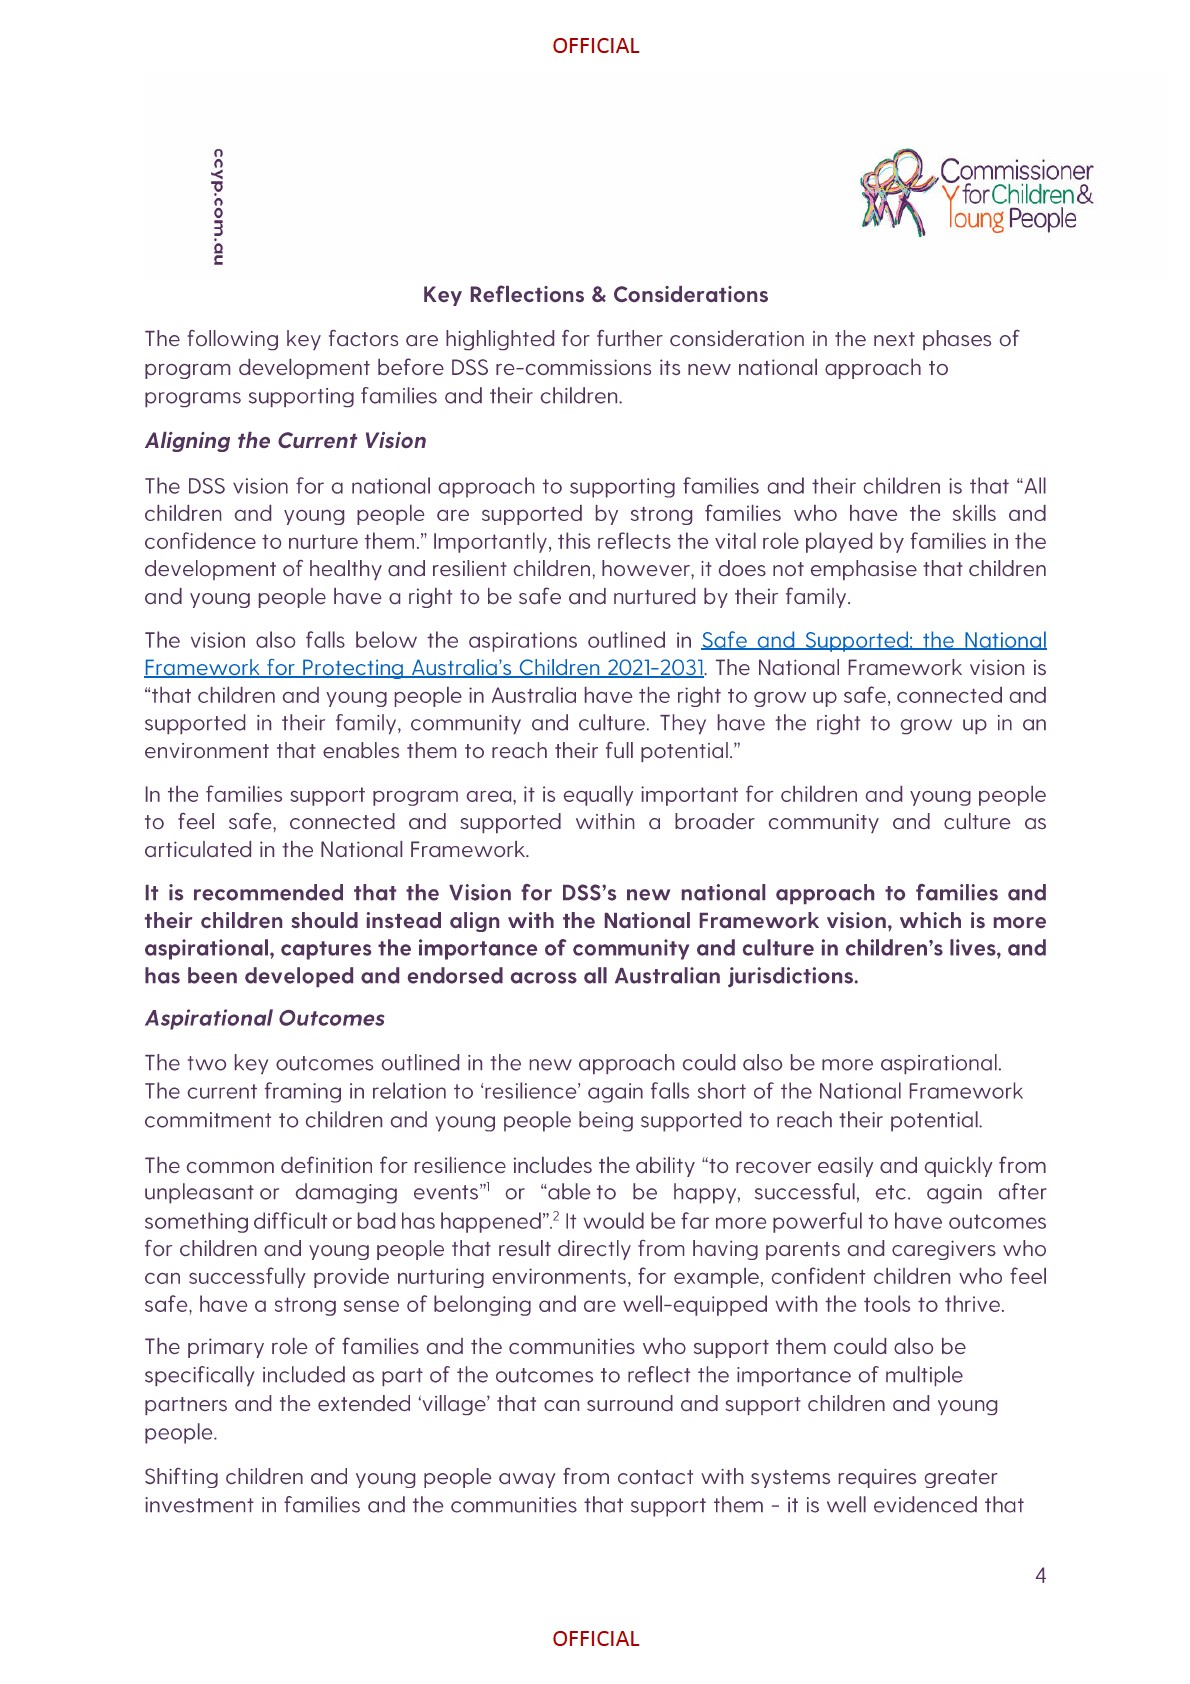 OFFICIAL
ccyp.com.au
Commissioner
for Children &
Young People
Key Reflections & Considerations
The following key factors are highlighted for further consideration in the next phases of
program development before DSS re-commissions its new national approach to
programs supporting families and their children.
Aligning the Current Vision
The DSS vision for a national approach to supporting families and their children is that “All
children and young people are supported by strong families who have the skills and
confidence to nurture them.” Importantly, this reflects the vital role played by families in the
development of healthy and resilient children, however, it does not emphasise that children
and young people have a right to be safe and nurtured by their family.
The vision also falls below the aspirations outlined in Safe and Supported: the National
Framework for Protecting Australia’s Children 2021-2031. The National Framework vision is
“that children and young people in Australia have the right to grow up safe, connected and
supported in their family, community and culture. They have the right to grow up in an
environment that enables them to reach their full potential.”
In the families support program area, it is equally important for children and young people
to feel safe, connected and supported within a broader community and culture as
articulated in the National Framework.
It is recommended that the Vision for DSS’s new national approach to families and
their children should instead align with the National Framework vision, which is more
aspirational, captures the importance of community and culture in children’s lives, and
has been developed and endorsed across all Australian jurisdictions.
Aspirational Outcomes
The two key outcomes outlined in the new approach could also be more aspirational.
The current framing in relation to ‘resilience’ again falls short of the National Framework
commitment to children and young people being supported to reach their potential.
The common definition for resilience includes the ability “to recover easily and quickly from
unpleasant or damaging events”1 or “able to be happy, successful, etc. again after
something difficult or bad has happened”.2 It would be far more powerful to have outcomes
for children and young people that result directly from having parents and caregivers who
can successfully provide nurturing environments, for example, confident children who feel
safe, have a strong sense of belonging and are well-equipped with the tools to thrive.
The primary role of families and the communities who support them could also be
specifically included as part of the outcomes to reflect the importance of multiple
partners and the extended ‘village’ that can surround and support children and young
people.
Shifting children and young people away from contact with systems requires greater
investment in families and the communities that support them - it is well evidenced that
4
OFFICIAL